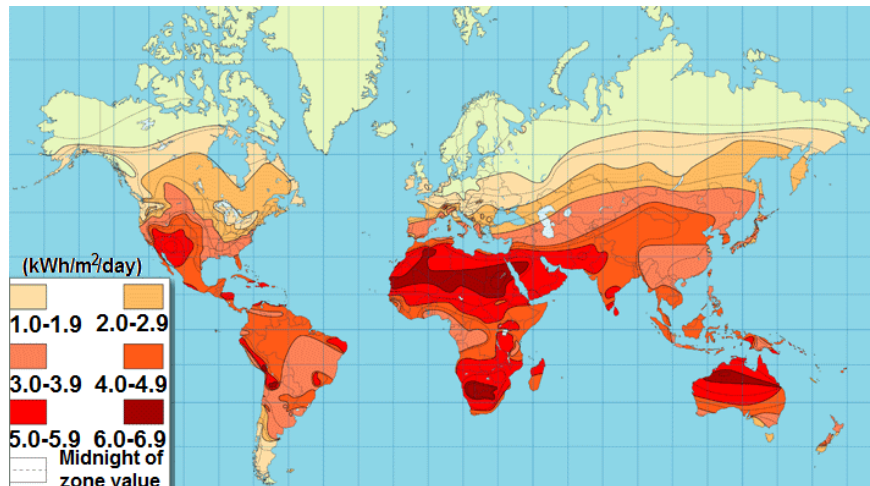 (kWh/m²/day)
1.0-1.9 2.0-2.9
3.0-3.9 4.0-4.9
5.0-5.9 6.0-6.9
Midnight of
zone value